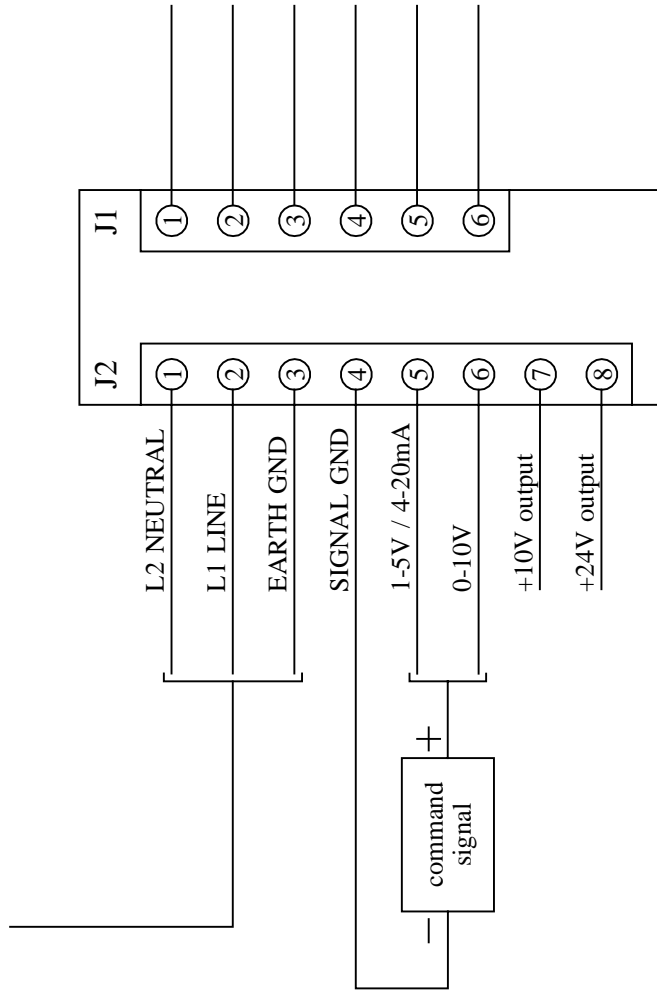 J1
1
2
3
4
5
6
J2
1
2
3
4
5
6
7
8
L2 NEUTRAL
L1 LINE
EARTH GND
SIGNAL GND
1-5V / 4-20mA
0-10V
+10V output
+24V output
+
command
signal
−